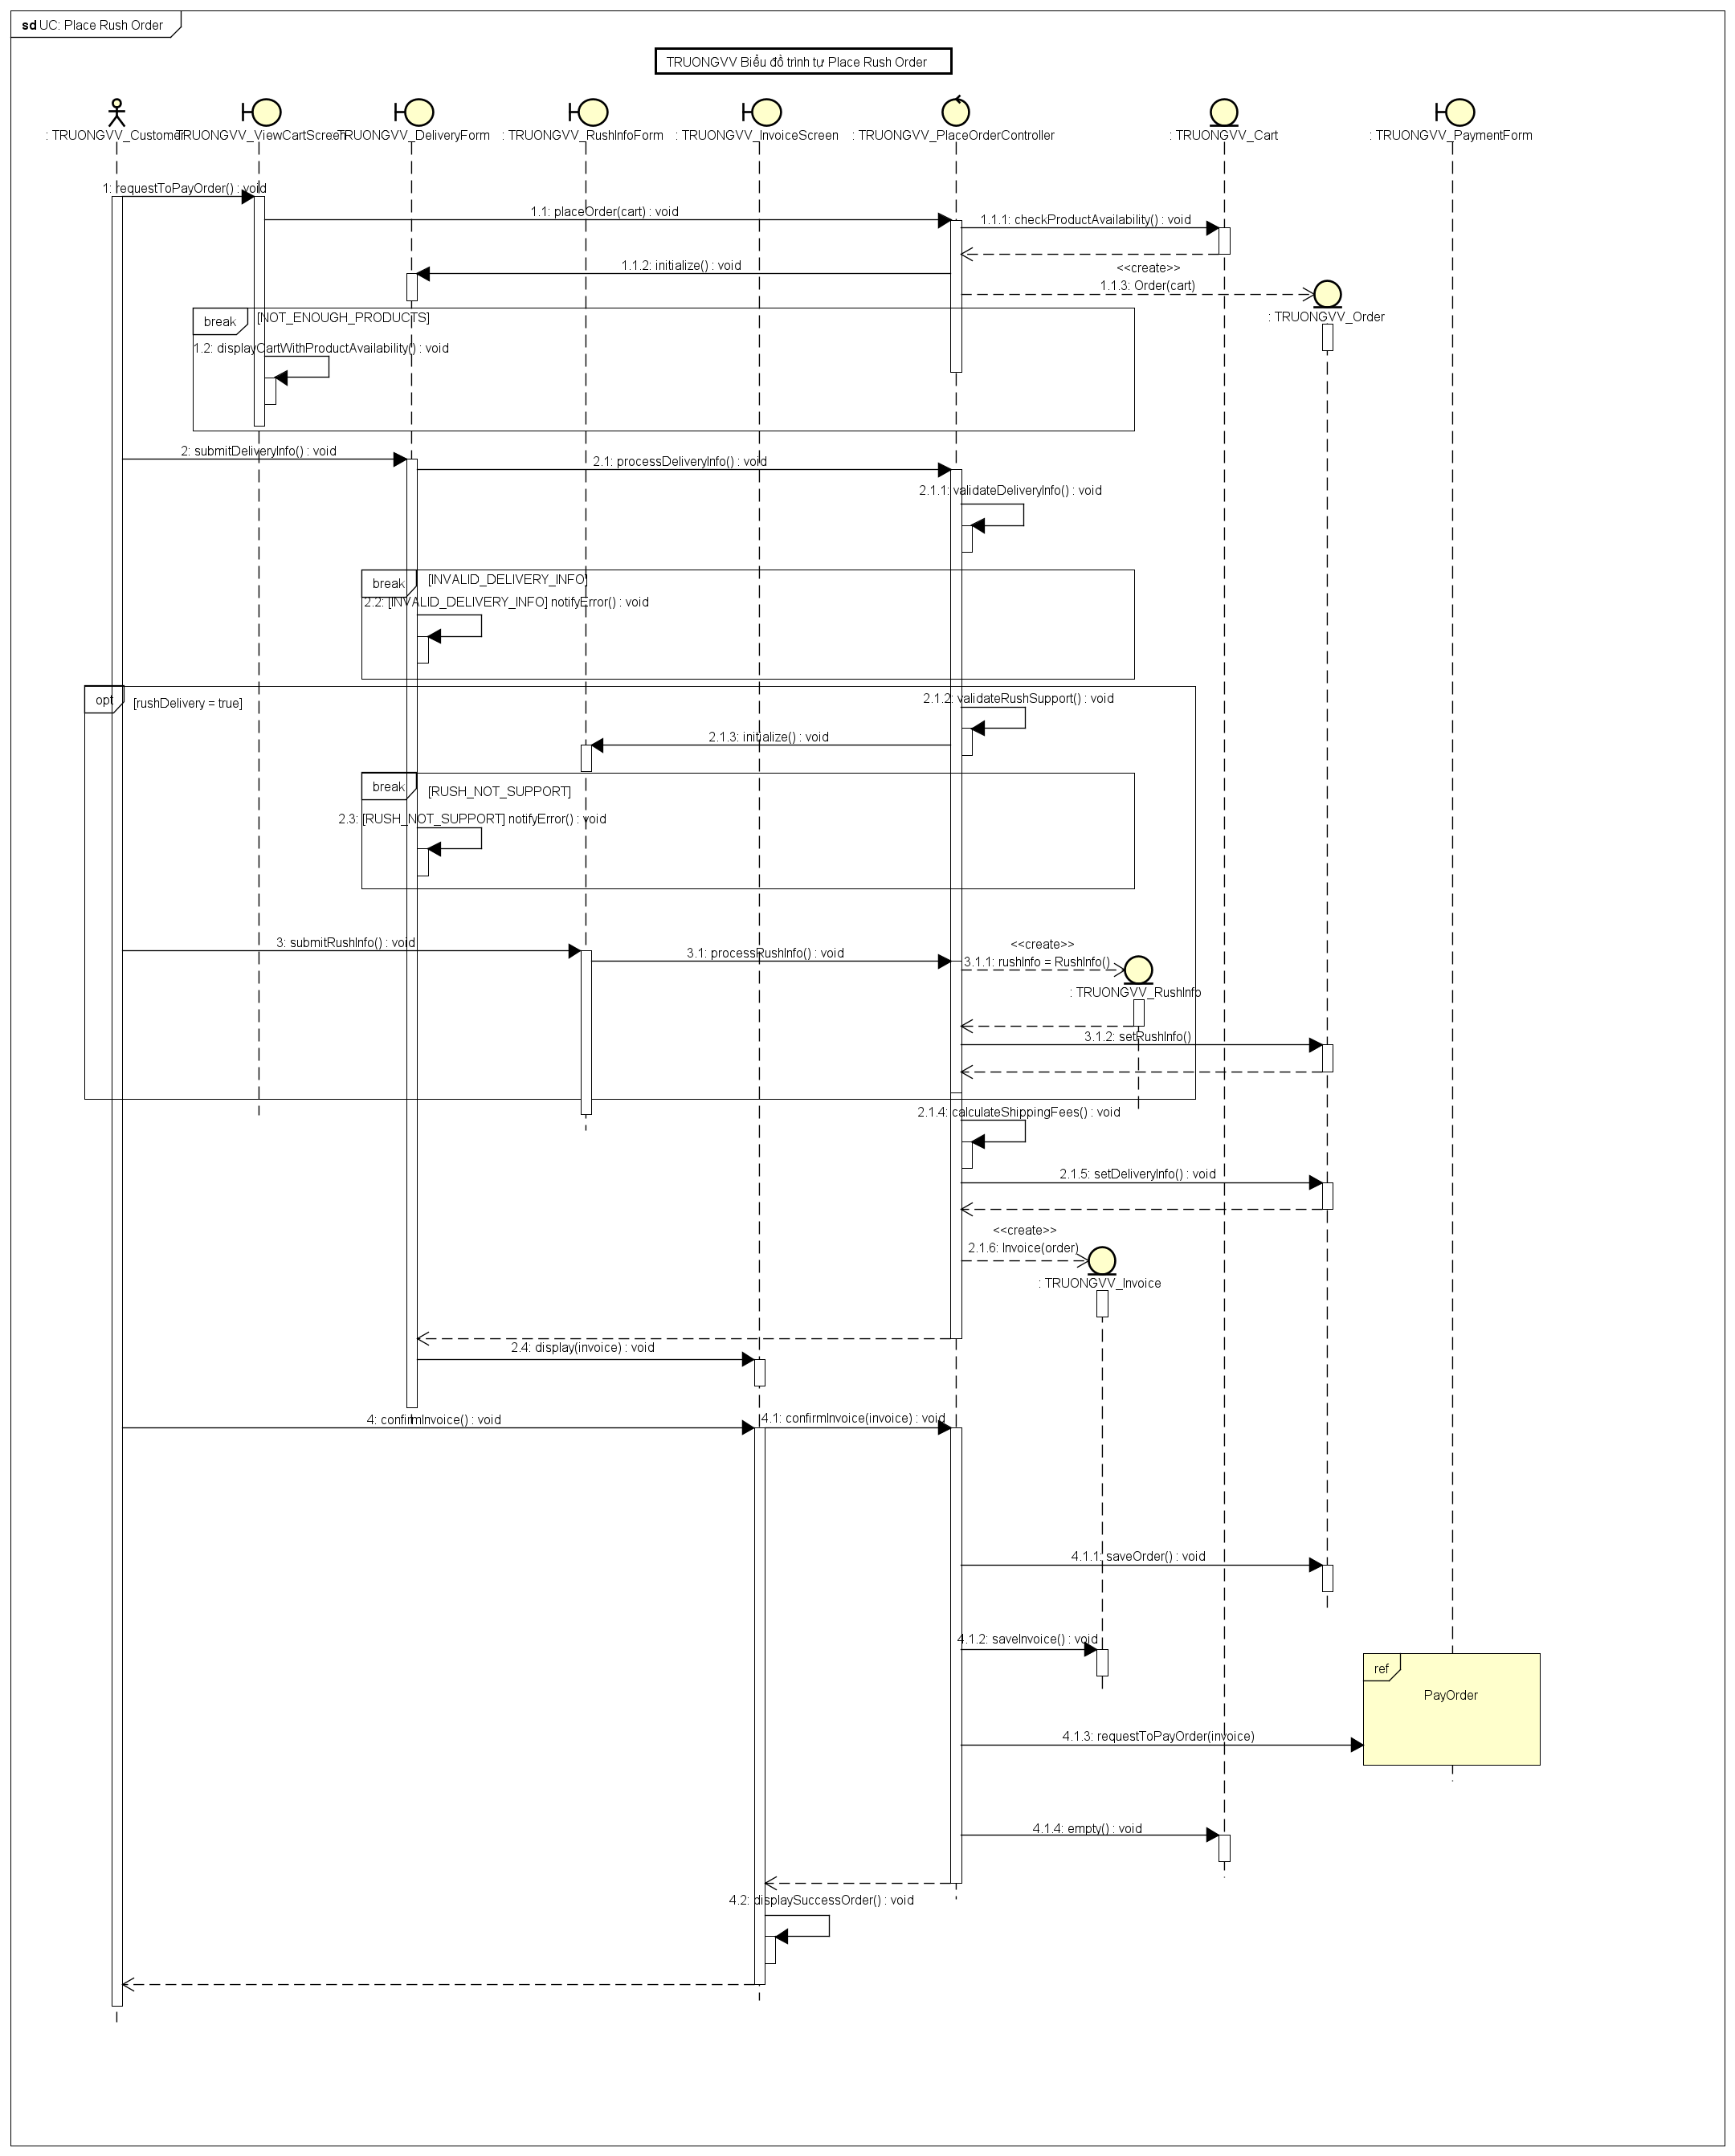 sd UC: Place Rush Order
TRUONGVV Biểu đồ trình tự Place Rush Order
: TRUONGVV_Customer
TRUONGVV_ViewCartScreen
TRUONGVV_DeliveryForm
: TRUONGVV_RushInfoForm
: TRUONGVV_InvoiceScreen
: TRUONGVV_PlaceOrderController
: TRUONGVV_Cart
: TRUONGVV_PaymentForm
1: requestToPayOrder() : void
1.1: placeOrder(cart) : void
1.1.1: checkProductAvailability() : void
1.1.2: initialize() : void
<<create>>
1.1.3: Order(cart)
: TRUONGVV_Order
break
[NOT_ENOUGH_PRODUCTS]
1.2: displayCartWithProductAvailability() : void
2: submitDeliveryInfo() : void
2.1: processDeliveryInfo() : void
2.1.1: validateDeliveryInfo() : void
break
[INVALID_DELIVERY_INFO]
2.2: [INVALID_DELIVERY_INFO] notifyError() : void
opt
[rushDelivery = true]
2.1.2: validateRushSupport() : void
2.1.3: initialize() : void
break
[RUSH_NOT_SUPPORT]
2.3: [RUSH_NOT_SUPPORT] notifyError() : void
3: submitRushInfo() : void
3.1: processRushInfo() : void
<<create>>
3.1.1: rushInfo = RushInfo()
: TRUONGVV_RushInfo
3.1.2: setRushInfo()
2.1.4: calculateShippingFees() : void
2.1.5: setDeliveryInfo() : void
<<create>>
2.1.6: Invoice(order)
: TRUONGVV_Invoice
2.4: display(invoice) : void
4: confirmInvoice() : void
4.1: confirmInvoice(invoice) : void
4.1.1: saveOrder() : void
4.1.2: saveInvoice() : void
ref
PayOrder
4.1.3: requestToPayOrder(invoice)
4.1.4: empty() : void
4.2: displaySuccessOrder() : void